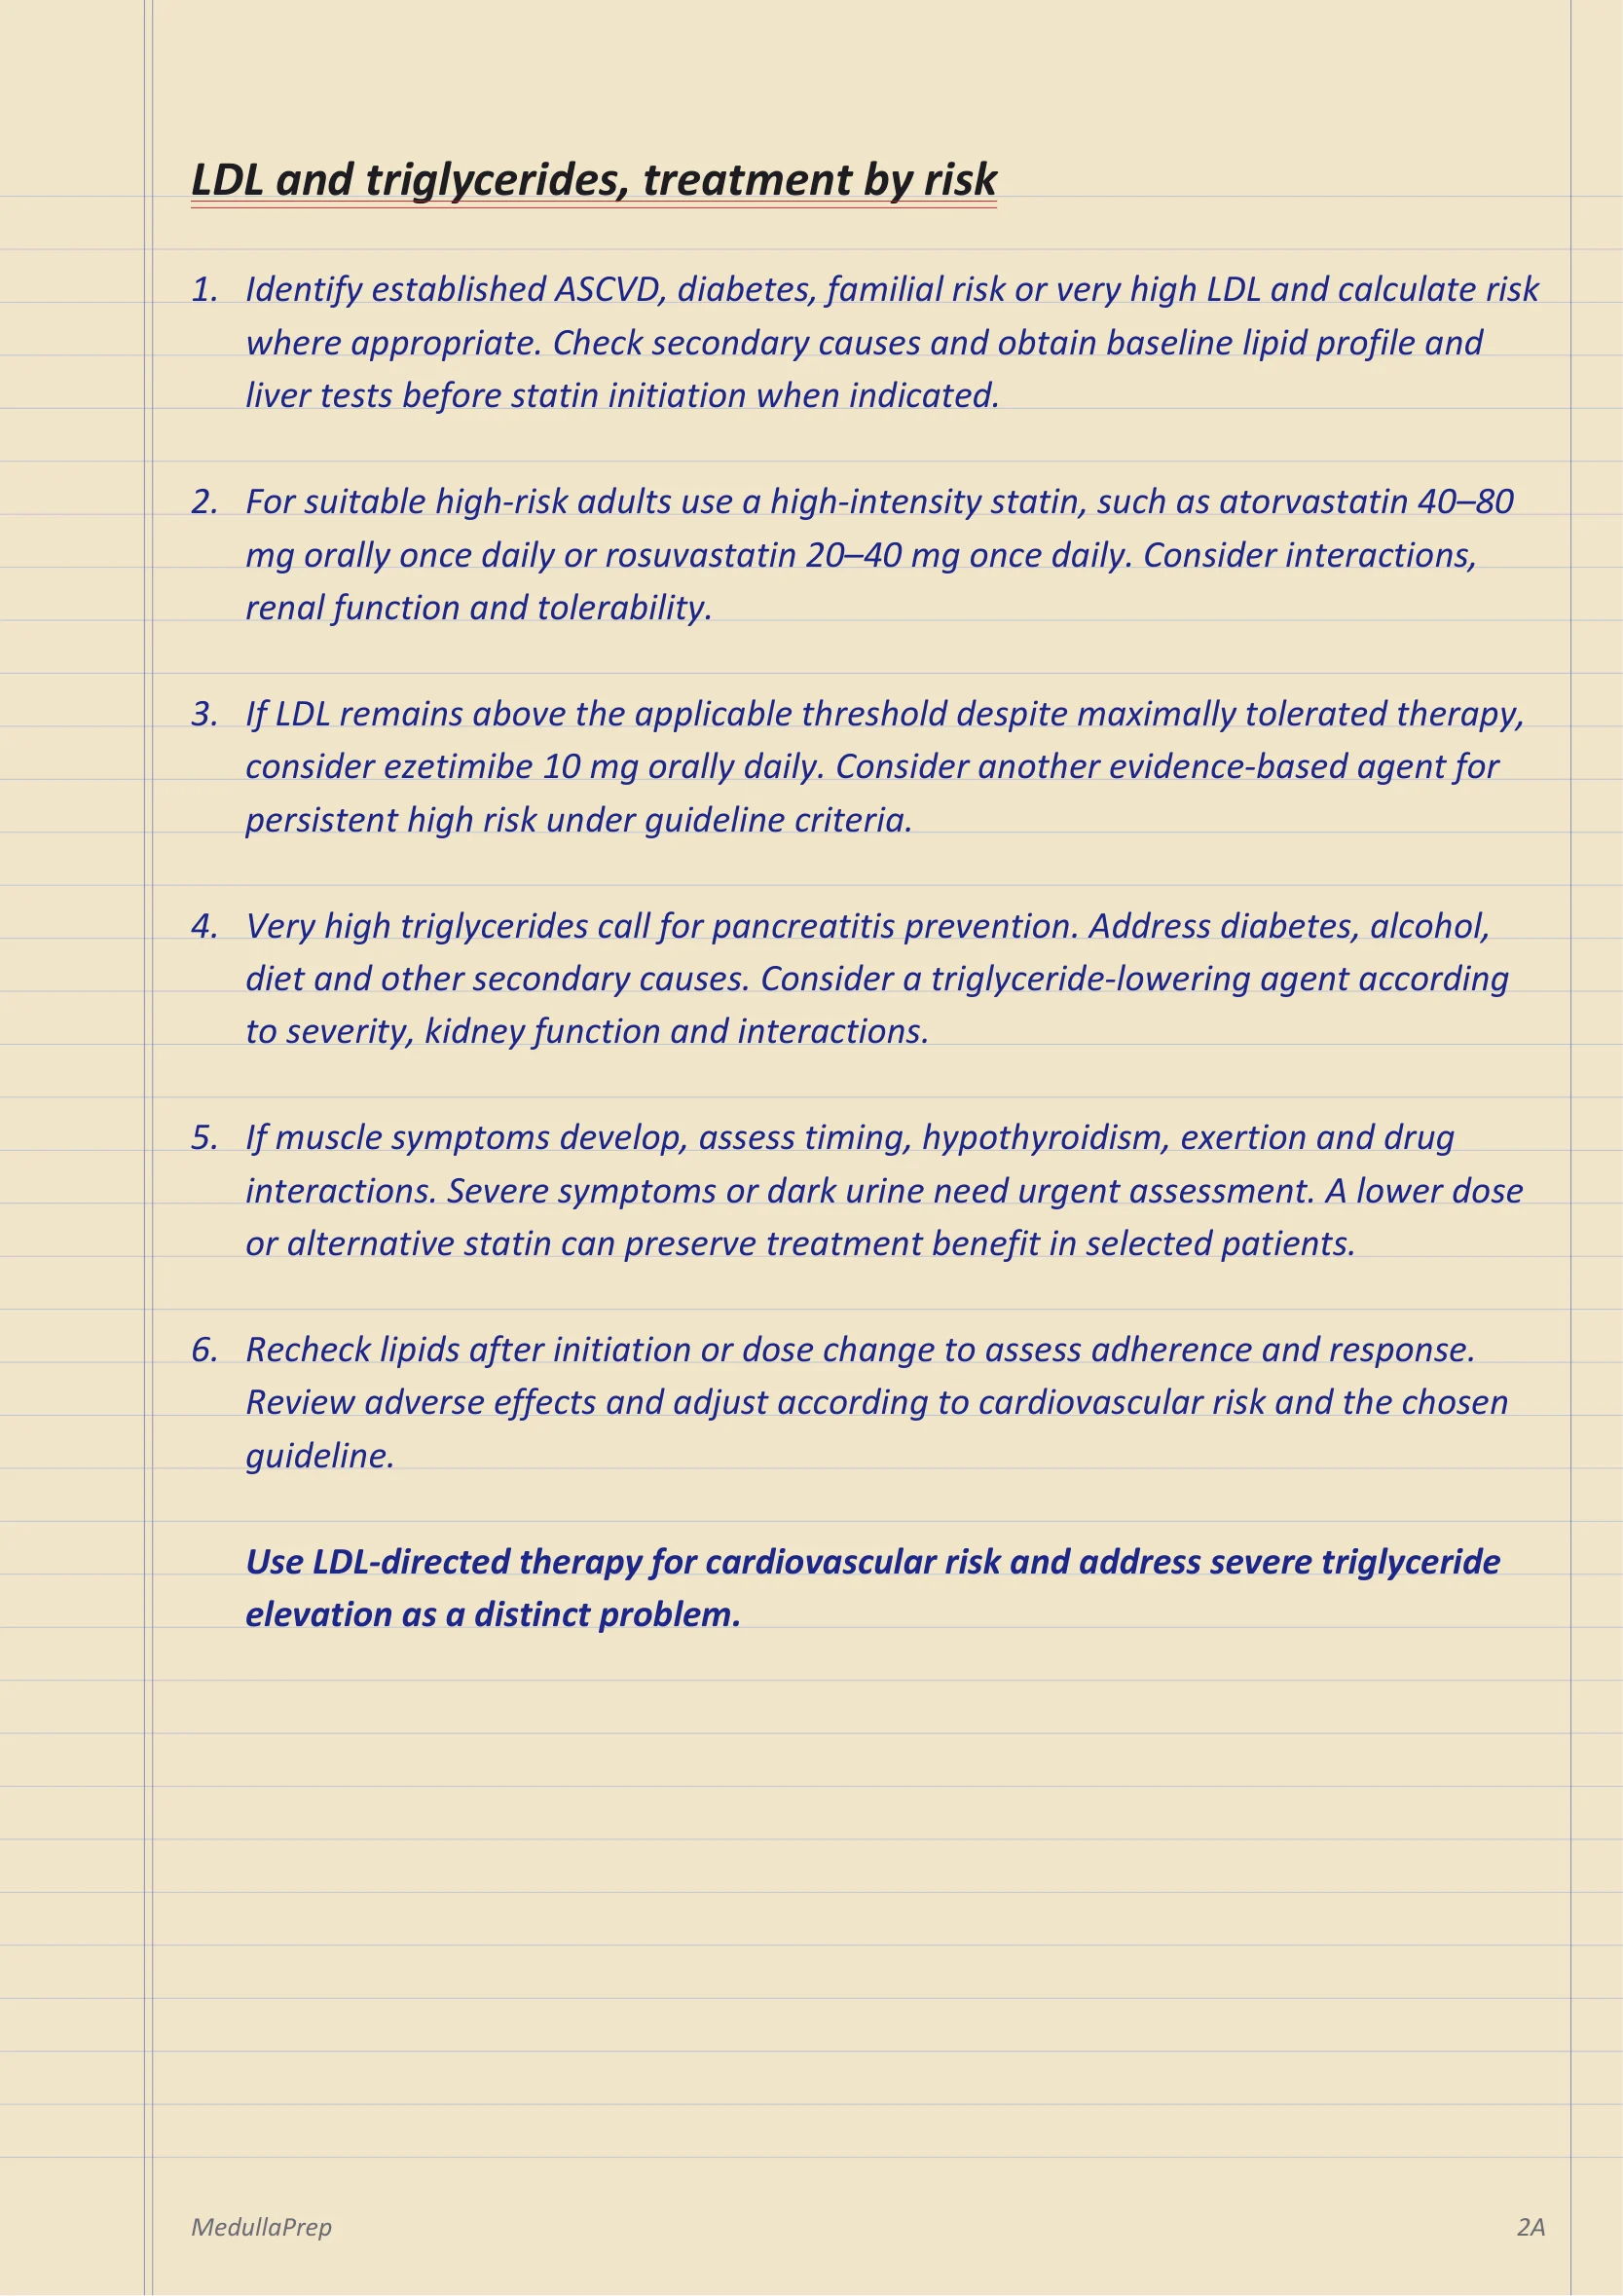 LDL and triglycerides, treatment by risk
1. Identify established ASCVD, diabetes, familial risk or very high LDL and calculate risk
where appropriate. Check secondary causes and obtain baseline lipid profile and
liver tests before statin initiation when indicated.
2. For suitable high-risk adults use a high-intensity statin, such as atorvastatin 40–80
mg orally once daily or rosuvastatin 20–40 mg once daily. Consider interactions,
renal function and tolerability.
3. If LDL remains above the applicable threshold despite maximally tolerated therapy,
consider ezetimibe 10 mg orally daily. Consider another evidence-based agent for
persistent high risk under guideline criteria.
4. Very high triglycerides call for pancreatitis prevention. Address diabetes, alcohol,
diet and other secondary causes. Consider a triglyceride-lowering agent according
to severity, kidney function and interactions.
5. If muscle symptoms develop, assess timing, hypothyroidism, exertion and drug
interactions. Severe symptoms or dark urine need urgent assessment. A lower dose
or alternative statin can preserve treatment benefit in selected patients.
6. Recheck lipids after initiation or dose change to assess adherence and response.
Review adverse effects and adjust according to cardiovascular risk and the chosen
guideline.
Use LDL-directed therapy for cardiovascular risk and address severe triglyceride
elevation as a distinct problem.
MedullaPrep
2A